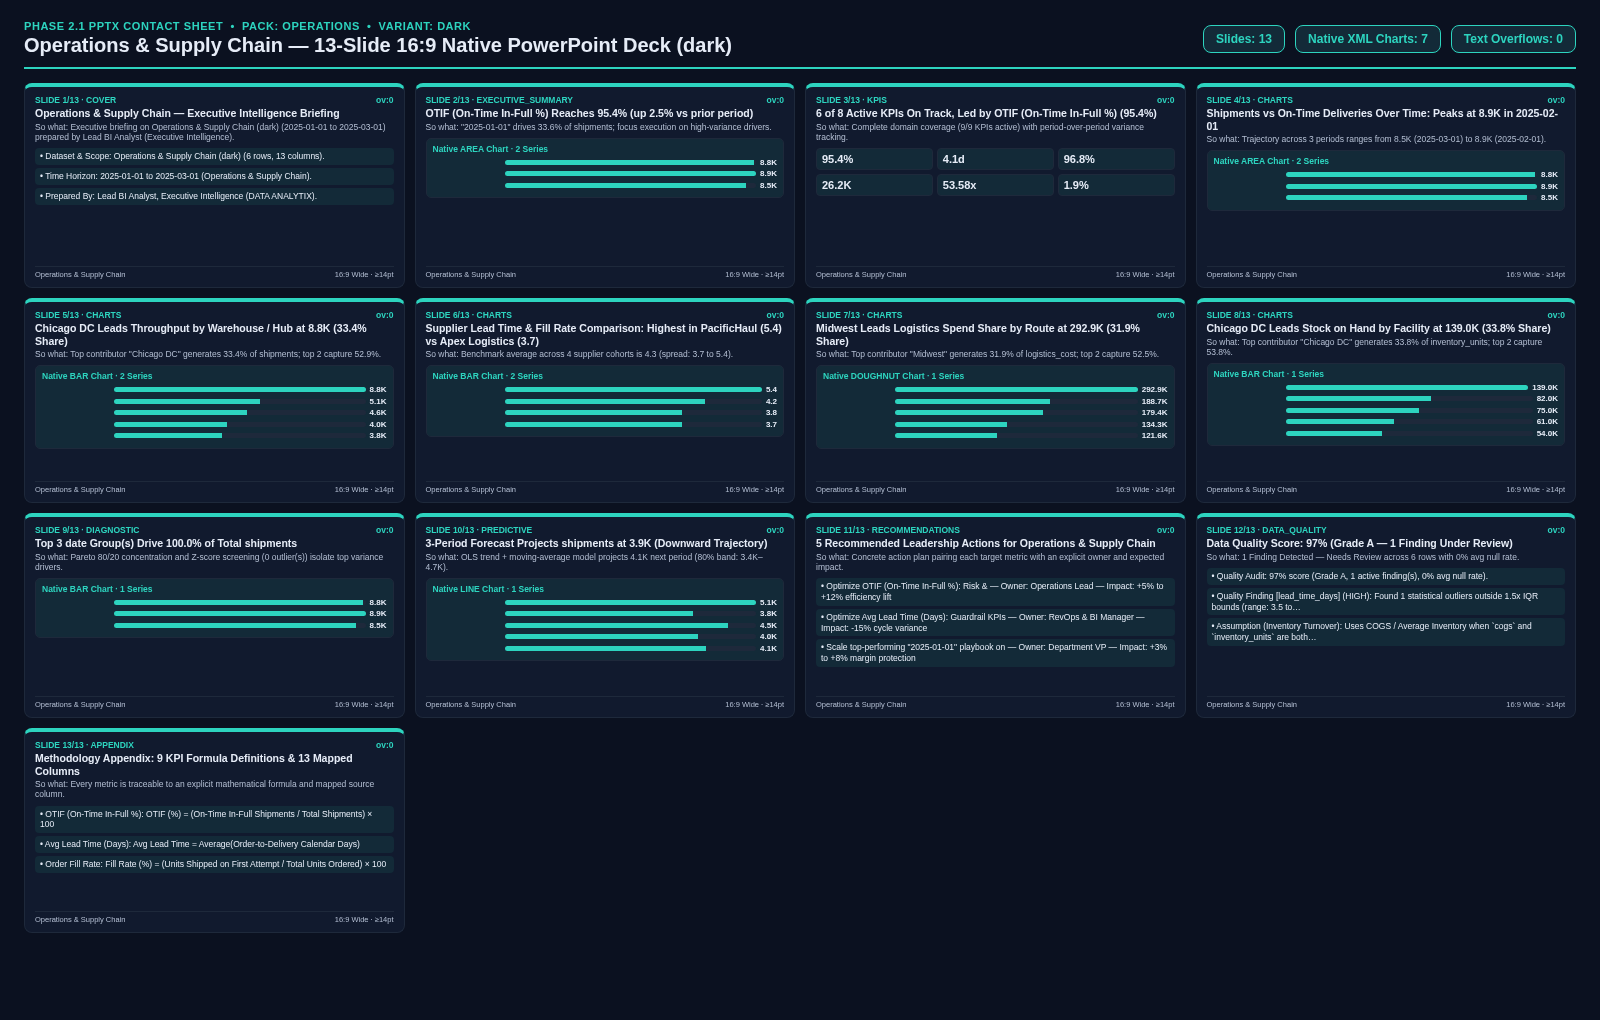 PHASE 2.1 PPTX CONTACT SHEET • PACK: OPERATIONS • VARIANT: DARK
Operations & Supply Chain — 13-Slide 16:9 Native PowerPoint Deck (dark)
Slides: 13
Native XML Charts: 7
Text Overflows: 0
SLIDE 1/13 · COVER
ov:0
Operations & Supply Chain — Executive Intelligence Briefing
So what: Executive briefing on Operations & Supply Chain (dark) (2025-01-01 to 2025-03-01)
prepared by Lead BI Analyst (Executive Intelligence).
• Dataset & Scope: Operations & Supply Chain (dark) (6 rows, 13 columns).
• Time Horizon: 2025-01-01 to 2025-03-01 (Operations & Supply Chain).
• Prepared By: Lead BI Analyst, Executive Intelligence (DATA ANALYTIX).
Operations & Supply Chain
16:9 Wide · ≥14pt
SLIDE 2/13 · EXECUTIVE_SUMMARY
ov:0
OTIF (On-Time In-Full %) Reaches 95.4% (up 2.5% vs prior period)
So what: "2025-01-01" drives 33.6% of shipments; focus execution on high-variance drivers.
Native AREA Chart · 2 Series
8.8K
8.9K
8.5K
Operations & Supply Chain
16:9 Wide · ≥14pt
SLIDE 3/13 · KPIS
ov:0
6 of 8 Active KPIs On Track, Led by OTIF (On-Time In-Full %) (95.4%)
So what: Complete domain coverage (9/9 KPIs active) with period-over-period variance
tracking.
95.4%
4.1d
96.8%
26.2K
53.58x
1.9%
Operations & Supply Chain
16:9 Wide · ≥14pt
SLIDE 4/13 · CHARTS
ov:0
Shipments vs On-Time Deliveries Over Time: Peaks at 8.9K in 2025-02-
01
So what: Trajectory across 3 periods ranges from 8.5K (2025-03-01) to 8.9K (2025-02-01).
Native AREA Chart · 2 Series
8.8K
8.9K
8.5K
Operations & Supply Chain
16:9 Wide · ≥14pt
SLIDE 5/13 · CHARTS
ov:0
Chicago DC Leads Throughput by Warehouse / Hub at 8.8K (33.4%
Share)
So what: Top contributor "Chicago DC" generates 33.4% of shipments; top 2 capture 52.9%.
Native BAR Chart · 2 Series
8.8K
5.1K
4.6K
4.0K
3.8K
Operations & Supply Chain
16:9 Wide · ≥14pt
SLIDE 6/13 · CHARTS
ov:0
Supplier Lead Time & Fill Rate Comparison: Highest in PacificHaul (5.4)
vs Apex Logistics (3.7)
So what: Benchmark average across 4 supplier cohorts is 4.3 (spread: 3.7 to 5.4).
Native BAR Chart · 2 Series
5.4
4.2
3.8
3.7
Operations & Supply Chain
16:9 Wide · ≥14pt
SLIDE 7/13 · CHARTS
ov:0
Midwest Leads Logistics Spend Share by Route at 292.9K (31.9%
Share)
So what: Top contributor "Midwest" generates 31.9% of logistics_cost; top 2 capture 52.5%.
Native DOUGHNUT Chart · 1 Series
292.9K
188.7K
179.4K
134.3K
121.6K
Operations & Supply Chain
16:9 Wide · ≥14pt
SLIDE 8/13 · CHARTS
ov:0
Chicago DC Leads Stock on Hand by Facility at 139.0K (33.8% Share)
So what: Top contributor "Chicago DC" generates 33.8% of inventory_units; top 2 capture
53.8%.
Native BAR Chart · 1 Series
139.0K
82.0K
75.0K
61.0K
54.0K
Operations & Supply Chain
16:9 Wide · ≥14pt
SLIDE 9/13 · DIAGNOSTIC
ov:0
Top 3 date Group(s) Drive 100.0% of Total shipments
So what: Pareto 80/20 concentration and Z-score screening (0 outlier(s)) isolate top variance
drivers.
Native BAR Chart · 1 Series
8.8K
8.9K
8.5K
Operations & Supply Chain
16:9 Wide · ≥14pt
SLIDE 10/13 · PREDICTIVE
ov:0
3-Period Forecast Projects shipments at 3.9K (Downward Trajectory)
So what: OLS trend + moving-average model projects 4.1K next period (80% band: 3.4K–
4.7K).
Native LINE Chart · 1 Series
5.1K
3.8K
4.5K
4.0K
4.1K
Operations & Supply Chain
16:9 Wide · ≥14pt
SLIDE 11/13 · RECOMMENDATIONS
ov:0
5 Recommended Leadership Actions for Operations & Supply Chain
So what: Concrete action plan pairing each target metric with an explicit owner and expected
impact.
• Optimize OTIF (On-Time In-Full %): Risk & — Owner: Operations Lead — Impact: +5% to
+12% efficiency lift
• Optimize Avg Lead Time (Days): Guardrail KPIs — Owner: RevOps & BI Manager —
Impact: -15% cycle variance
• Scale top-performing "2025-01-01" playbook on — Owner: Department VP — Impact: +3%
to +8% margin protection
Operations & Supply Chain
16:9 Wide · ≥14pt
SLIDE 12/13 · DATA_QUALITY
ov:0
Data Quality Score: 97% (Grade A — 1 Finding Under Review)
So what: 1 Finding Detected — Needs Review across 6 rows with 0% avg null rate.
• Quality Audit: 97% score (Grade A, 1 active finding(s), 0% avg null rate).
• Quality Finding [lead_time_days] (HIGH): Found 1 statistical outliers outside 1.5x IQR
bounds (range: 3.5 to…
• Assumption (Inventory Turnover): Uses COGS / Average Inventory when `cogs` and
`inventory_units` are both…
Operations & Supply Chain
16:9 Wide · ≥14pt
SLIDE 13/13 · APPENDIX
ov:0
Methodology Appendix: 9 KPI Formula Definitions & 13 Mapped
Columns
So what: Every metric is traceable to an explicit mathematical formula and mapped source
column.
• OTIF (On-Time In-Full %): OTIF (%) = (On-Time In-Full Shipments / Total Shipments) ×
100
• Avg Lead Time (Days): Avg Lead Time = Average(Order-to-Delivery Calendar Days)
• Order Fill Rate: Fill Rate (%) = (Units Shipped on First Attempt / Total Units Ordered) × 100
Operations & Supply Chain
16:9 Wide · ≥14pt